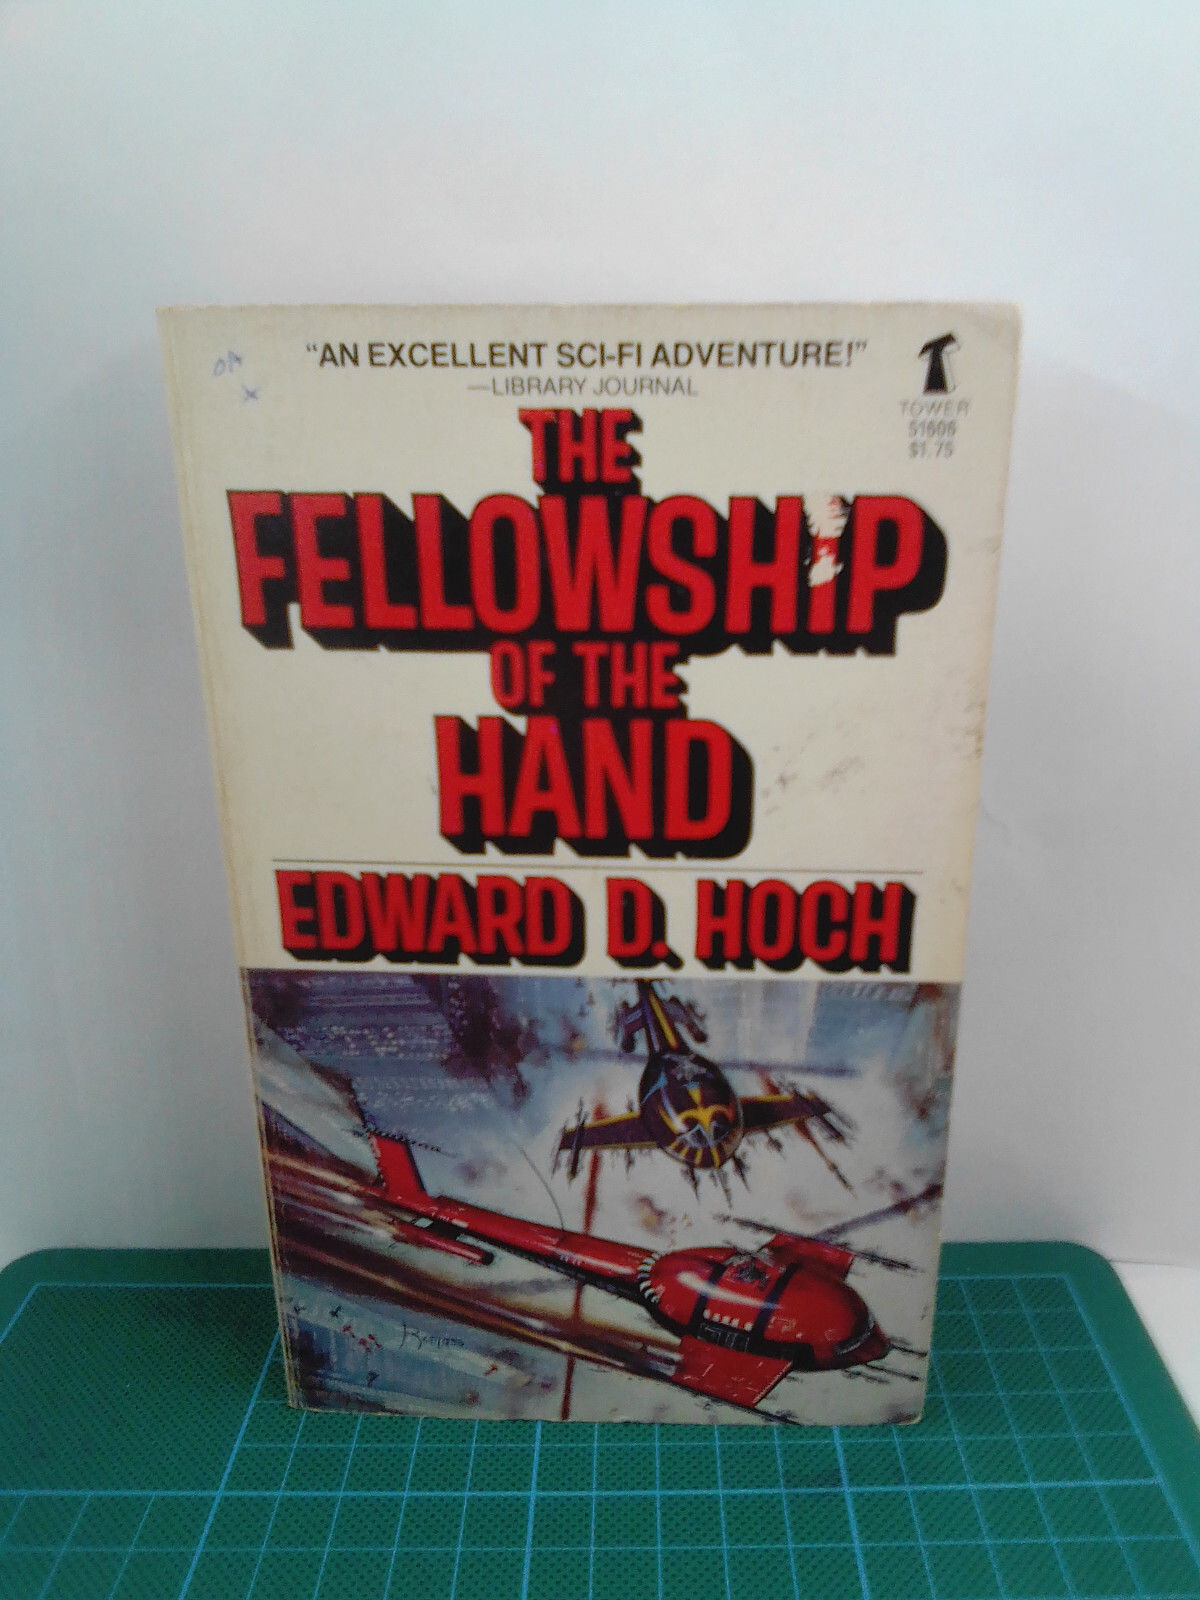 “AN EXCELLENT SCI-FI ADVENTURE!”
—LIBRARY JOURNAL
TOWER
51606
$1.75
THE
FELLOWSHIP
OF THE
HAND
EDWARD D. HOCH